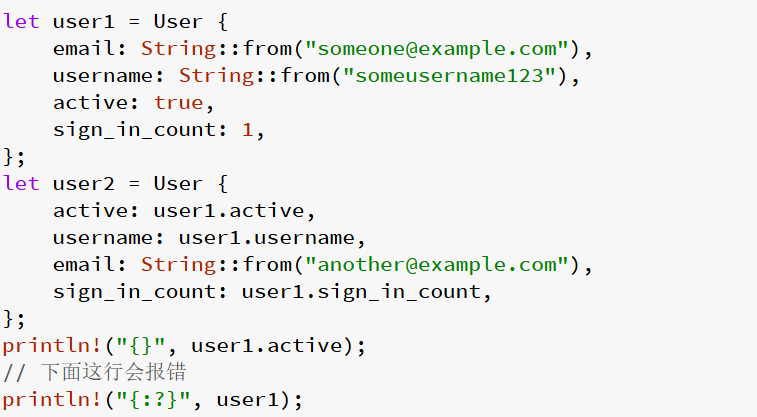 let user1 = User {
    email: String::from("someone@example.com"),
    username: String::from("someusername123"),
    active: true,
    sign_in_count: 1,
};
let user2 = User {
    active: user1.active,
    username: user1.username,
    email: String::from("another@example.com"),
    sign_in_count: user1.sign_in_count,
};
println!("{}", user1.active);
// 下面这行会报错
println!("{:?}", user1);